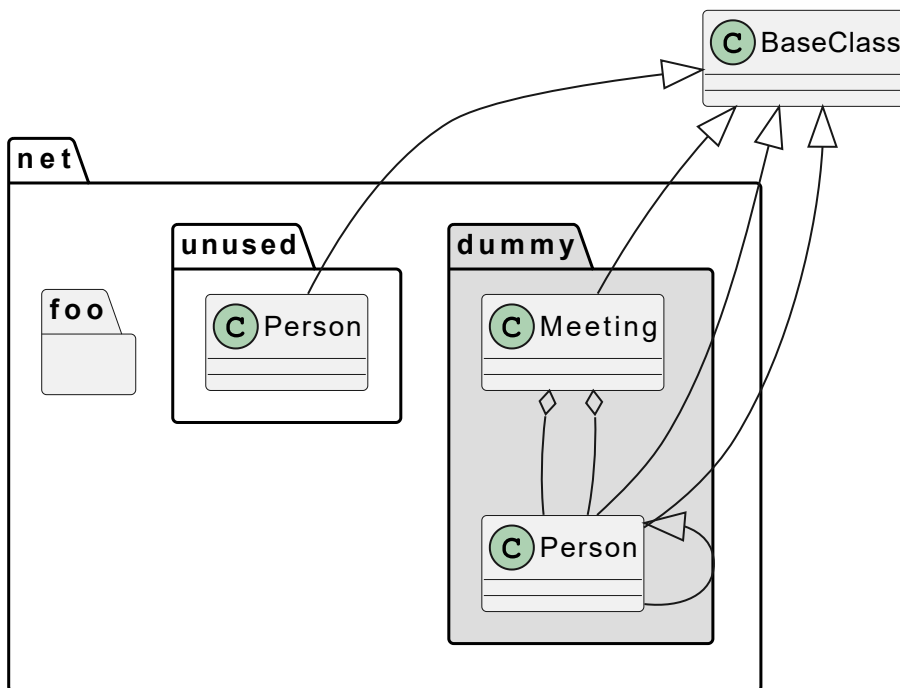 C BaseClass
net
unused
dummy
foo
C Person
C Meeting
C Person